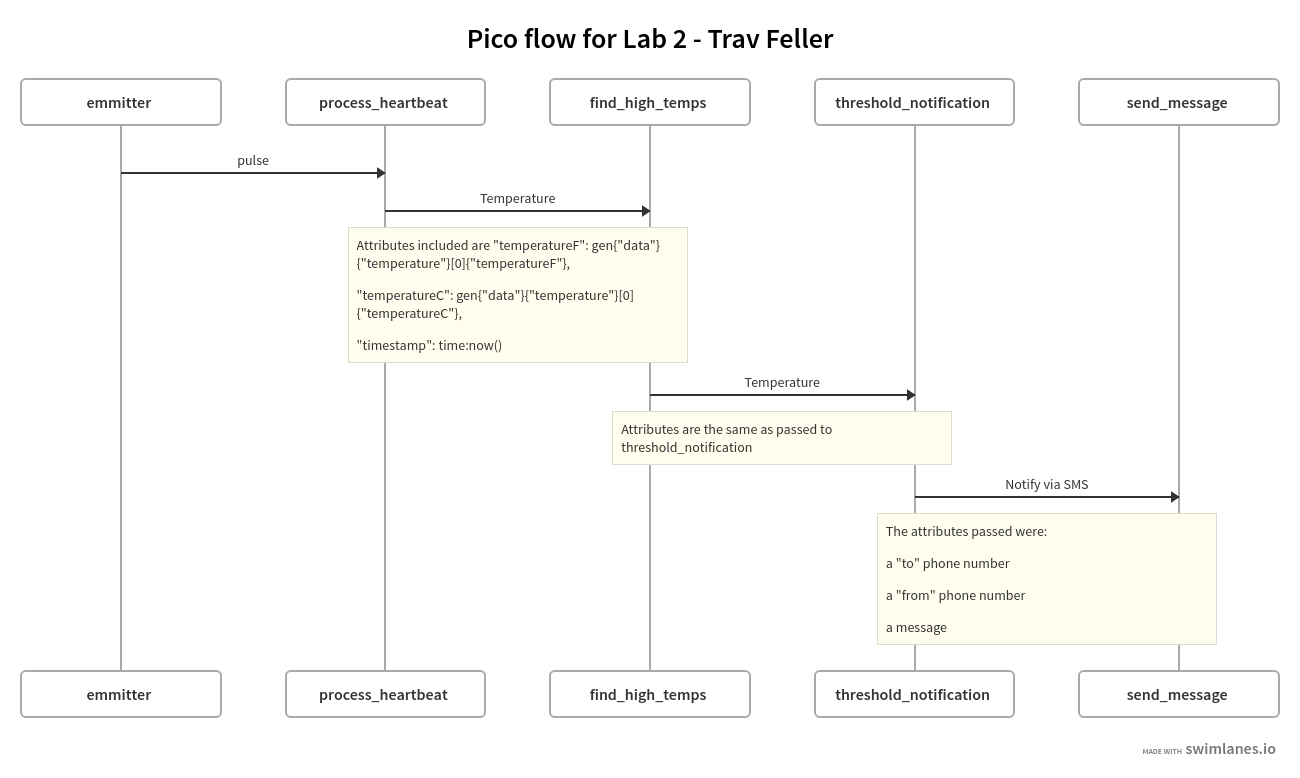 Pico flow for Lab 2 - Trav Feller
emmitter
process_heartbeat
find_high_temps
threshold_notification
send_message
pulse
Temperature
Attributes included are "temperatureF": gen{"data"}
{"temperature"}[0]{"temperatureF"},
"temperatureC": gen{"data"}{"temperature"}[0]
{"temperatureC"},
"timestamp": time:now()
Temperature
Attributes are the same as passed to
threshold_notification
Notify via SMS
The attributes passed were:
a "to" phone number
a "from" phone number
a message
emmitter
process_heartbeat
find_high_temps
threshold_notification
send_message
MADE WITH swimlanes.io